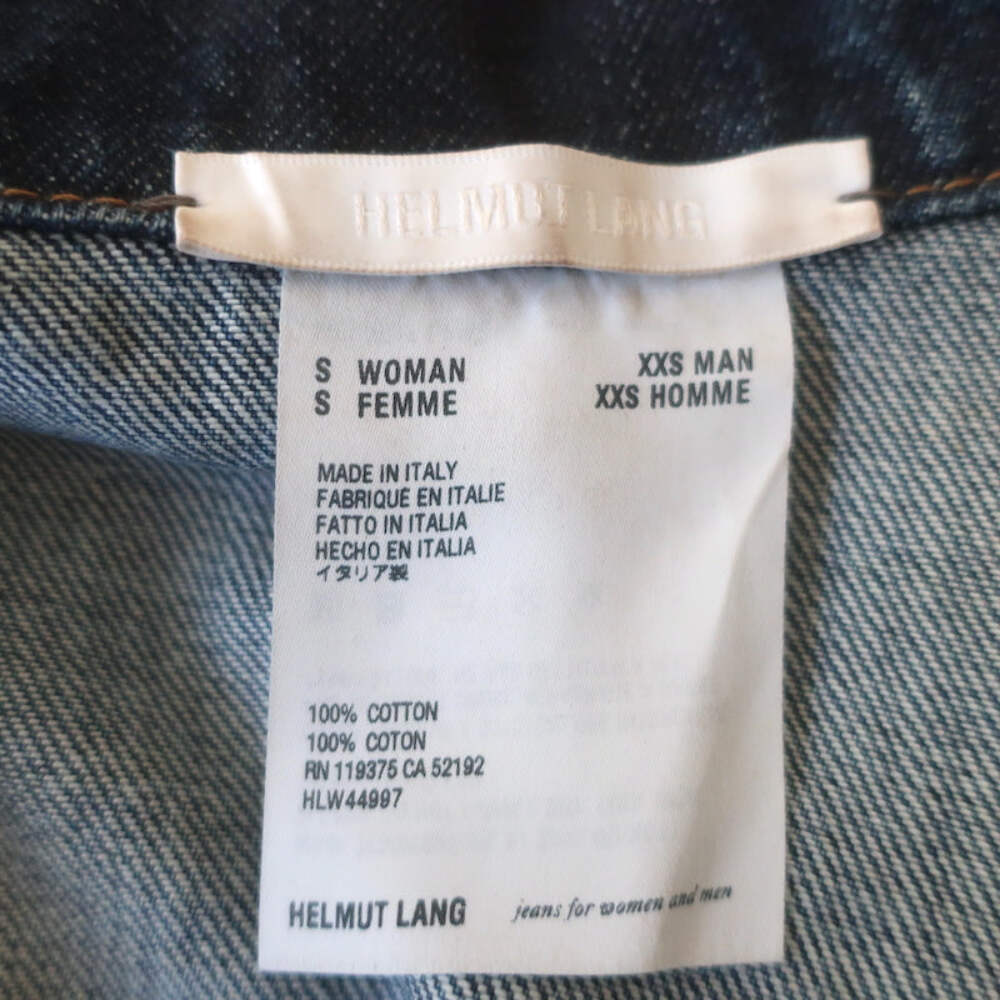 HELMUT LANG
S WOMAN XXS MAN
S FEMME XXS HOMME
MADE IN ITALY
FABRIQUÉ EN ITALIE
FATTO IN ITALIA
HECHO EN ITALIA
イタリア製
100% COTTON
100% COTON
RN 119375 CA 52192
HLW44997
HELMUT LANG jeans for women and men